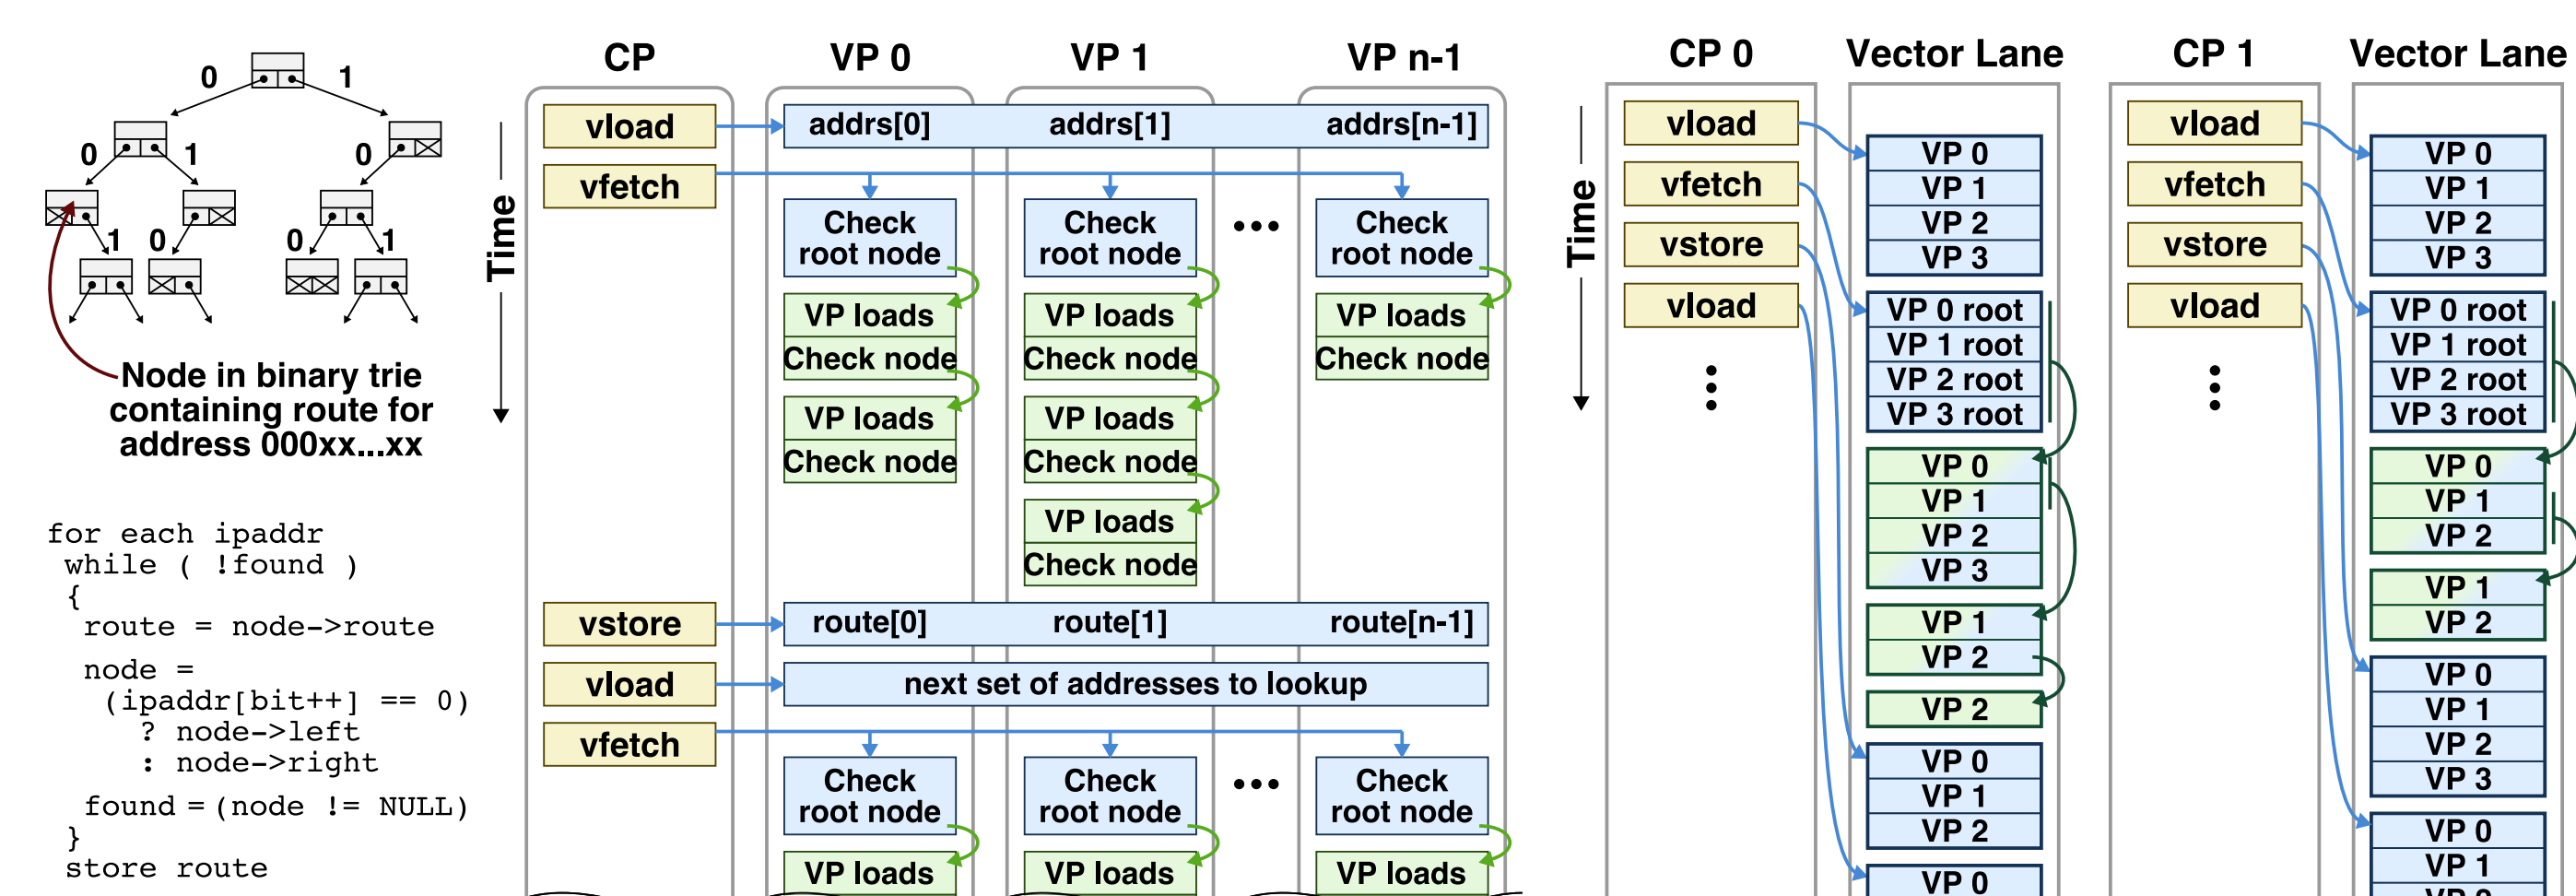 0
1
0
1
0
1
0
0
1
Node in binary trie
containing route for
address 000xx...xx
for each ipaddr
while ( !found )
{
route = node->route
node =
(ipaddr[bit++] == 0)
? node->left
: node->right
found = (node != NULL)
}
store route
Time
CP
VP 0
VP 1
VP n-1
vload
addrs[0]
addrs[1]
addrs[n-1]
vfetch
Check
root node
Check
root node
•••
Check
root node
VP loads
Check node
VP loads
Check node
VP loads
Check node
VP loads
Check node
VP loads
Check node
VP loads
Check node
vstore
route[0]
route[1]
route[n-1]
vload
next set of addresses to lookup
vfetch
Check
root node
Check
root node
•••
Check
root node
VP loads
VP loads
VP loads
Time
CP 0
vload
vfetch
vstore
vload
Vector Lane
VP 0
VP 1
VP 2
VP 3
VP 0 root
VP 1 root
VP 2 root
VP 3 root
VP 0
VP 1
VP 2
VP 3
VP 1
VP 2
VP 2
VP 0
VP 1
VP 2
VP 0
CP 1
vload
vfetch
vstore
vload
Vector Lane
VP 0
VP 1
VP 2
VP 3
VP 0 root
VP 1 root
VP 2 root
VP 3 root
VP 0
VP 1
VP 2
VP 1
VP 2
VP 0
VP 1
VP 2
VP 3
VP 0
VP 1